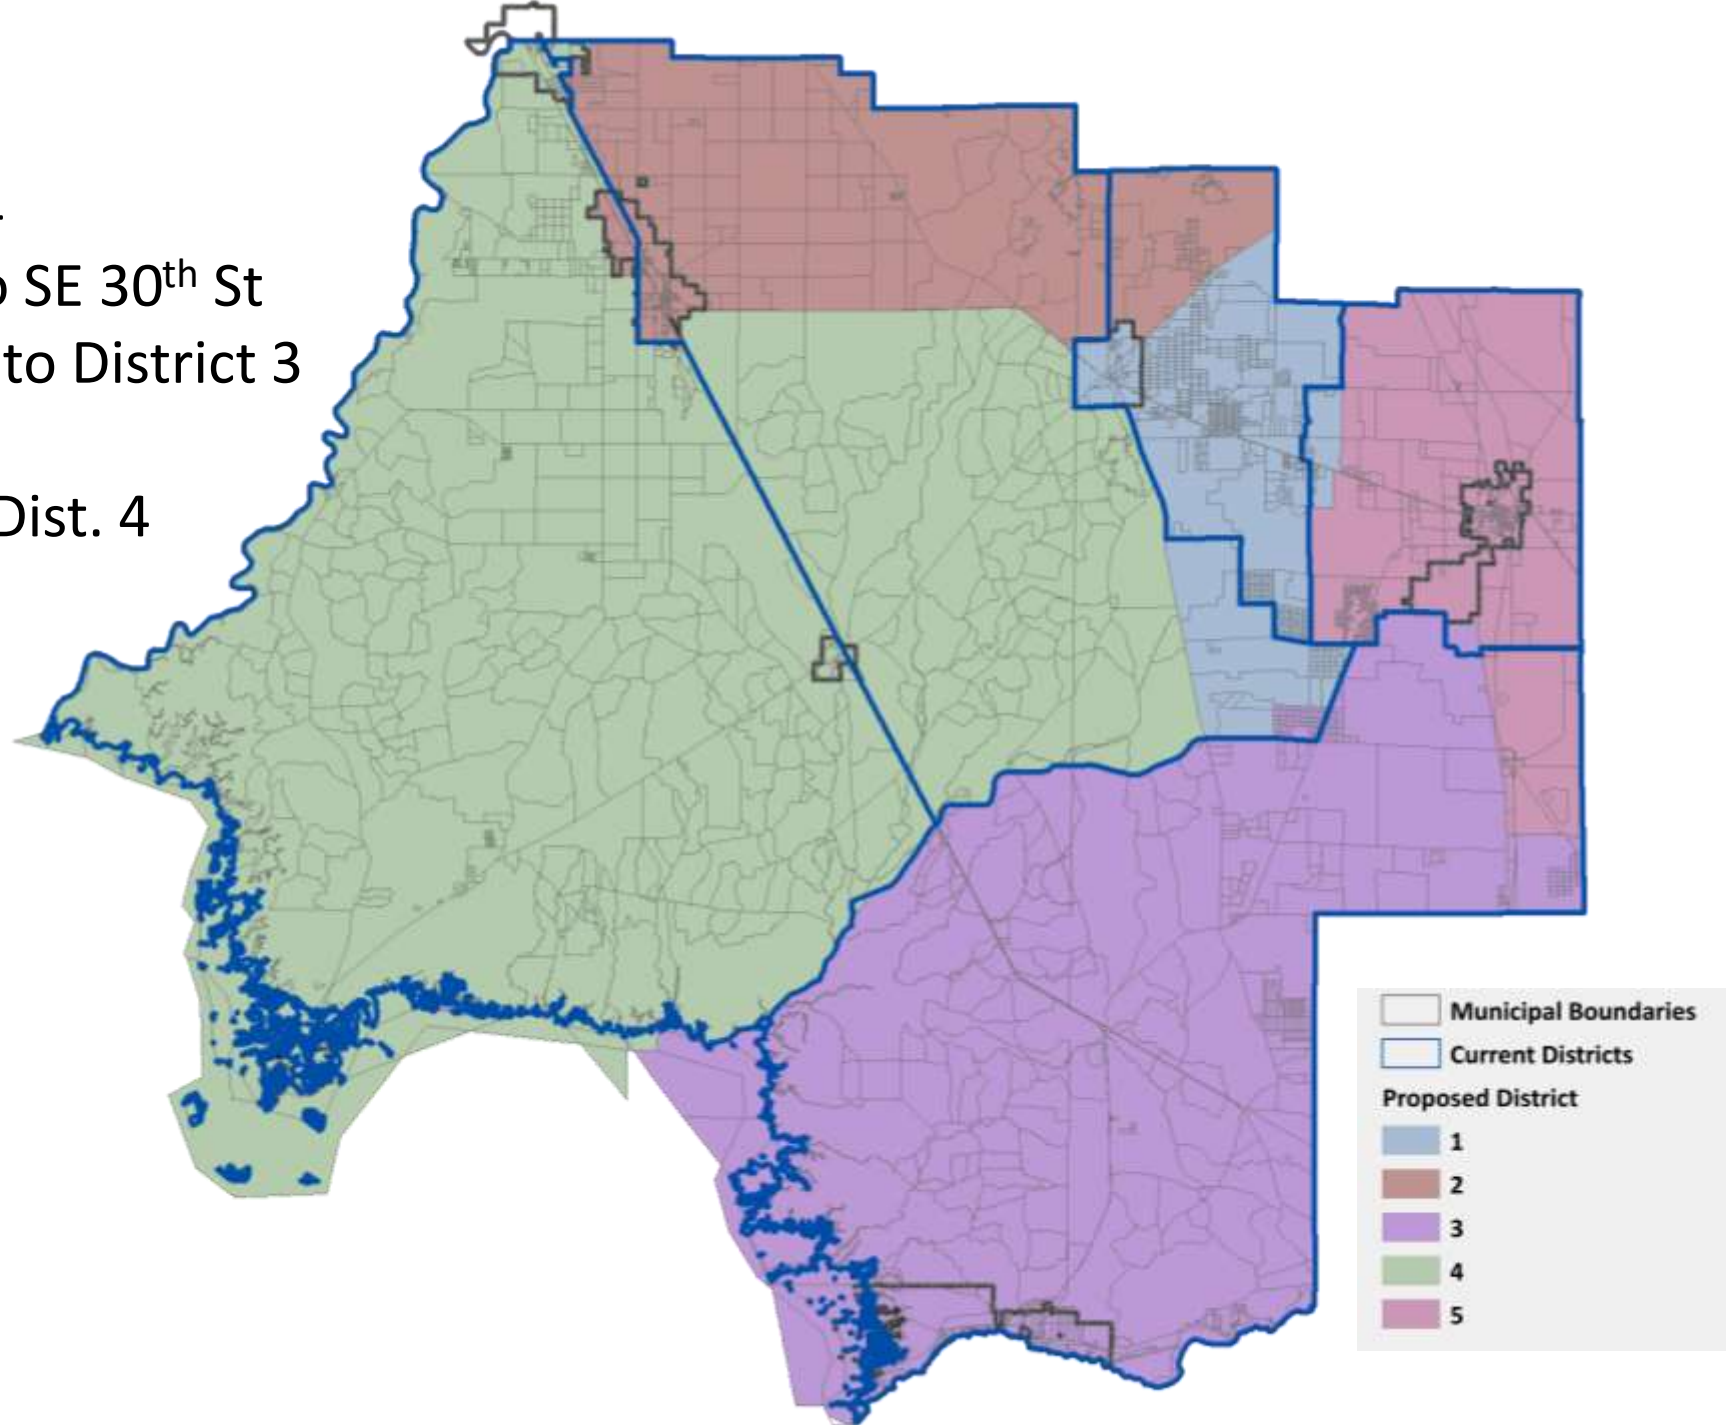 SE 30th St
to District 3
Dist. 4
Municipal Boundaries
Current Districts
Proposed District
1
2
3
4
5